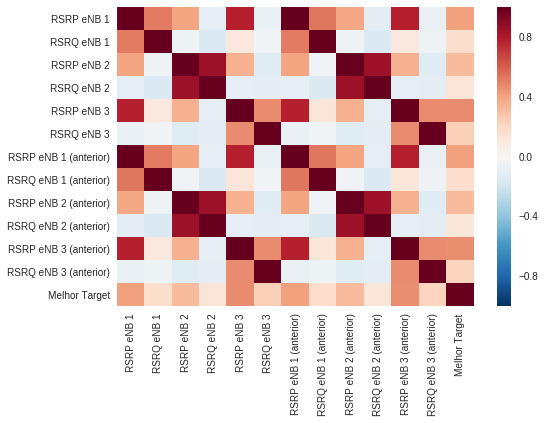 RSRP eNB 1
RSRQ eNB 1
RSRP eNB 2
RSRQ eNB 2
RSRP eNB 3
RSRQ eNB 3
RSRP eNB 1 (anterior)
RSRQ eNB 1 (anterior)
RSRP eNB 2 (anterior)
RSRQ eNB 2 (anterior)
RSRP eNB 3 (anterior)
RSRQ eNB 3 (anterior)
Melhor Target
RSRP eNB 1
RSRQ eNB 1
RSRP eNB 2
RSRQ eNB 2
RSRP eNB 3
RSRQ eNB 3
RSRP eNB 1 (anterior)
RSRQ eNB 1 (anterior)
RSRP eNB 2 (anterior)
RSRQ eNB 2 (anterior)
RSRP eNB 3 (anterior)
RSRQ eNB 3 (anterior)
Melhor Target
0.8
0.4
0.0
−0.4
−0.8